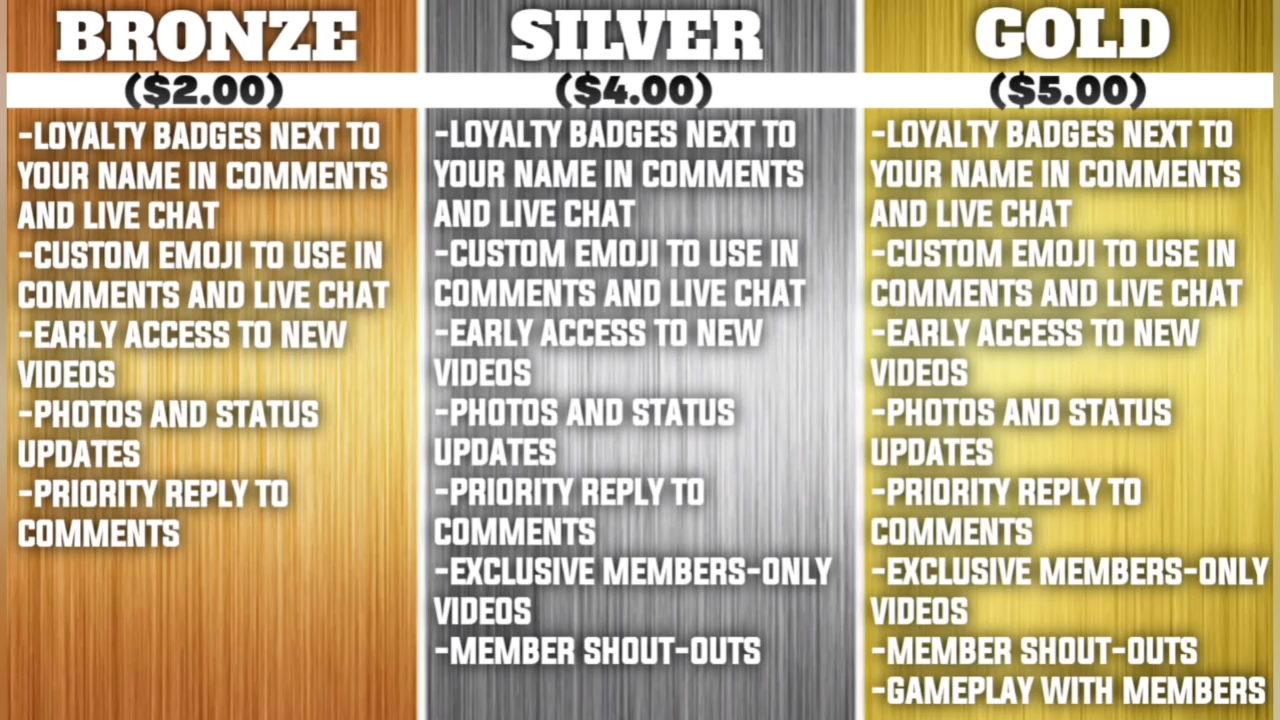 BRONZE
($2.00)
-LOYALTY BADGES NEXT TO
YOUR NAME IN COMMENTS
AND LIVE CHAT
-CUSTOM EMOJI TO USE IN
COMMENTS AND LIVE CHAT
-EARLY ACCESS TO NEW
VIDEOS
-PHOTOS AND STATUS
UPDATES
-PRIORITY REPLY TO
COMMENTS
SILVER
($4.00)
-LOYALTY BADGES NEXT TO
YOUR NAME IN COMMENTS
AND LIVE CHAT
-CUSTOM EMOJI TO USE IN
COMMENTS AND LIVE CHAT
-EARLY ACCESS TO NEW
VIDEOS
-PHOTOS AND STATUS
UPDATES
-PRIORITY REPLY TO
COMMENTS
-EXCLUSIVE MEMBERS-ONLY
VIDEOS
-MEMBER SHOUT-OUTS
GOLD
($5.00)
-LOYALTY BADGES NEXT TO
YOUR NAME IN COMMENTS
AND LIVE CHAT
-CUSTOM EMOJI TO USE IN
COMMENTS AND LIVE CHAT
-EARLY ACCESS TO NEW
VIDEOS
-PHOTOS AND STATUS
UPDATES
-PRIORITY REPLY TO
COMMENTS
-EXCLUSIVE MEMBERS-ONLY
VIDEOS
-MEMBER SHOUT-OUTS
-GAMEPLAY WITH MEMBERS